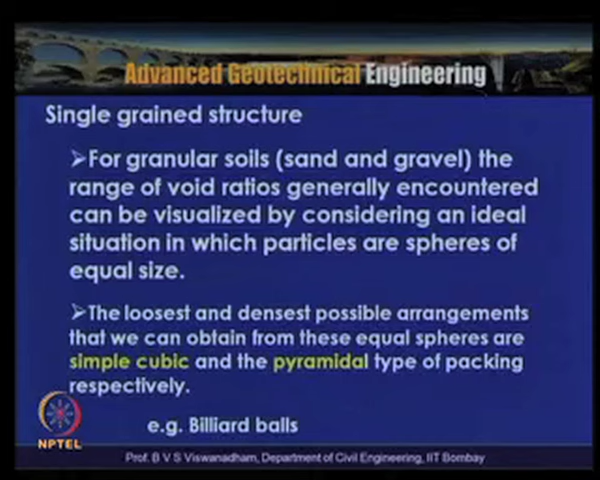 Advanced Geotechnical Engineering
Single grained structure
➢For granular soils (sand and gravel) the
range of void ratios generally encountered
can be visualized by considering an ideal
situation in which particles are spheres of
equal size.
➢The loosest and densest possible arrangements
that we can obtain from these equal spheres are
simple cubic and the pyramidal type of packing
respectively.
e.g. Billiard balls
NPTEL
Prof. B V S Viswanadham, Department of Civil Engineering, IIT Bombay